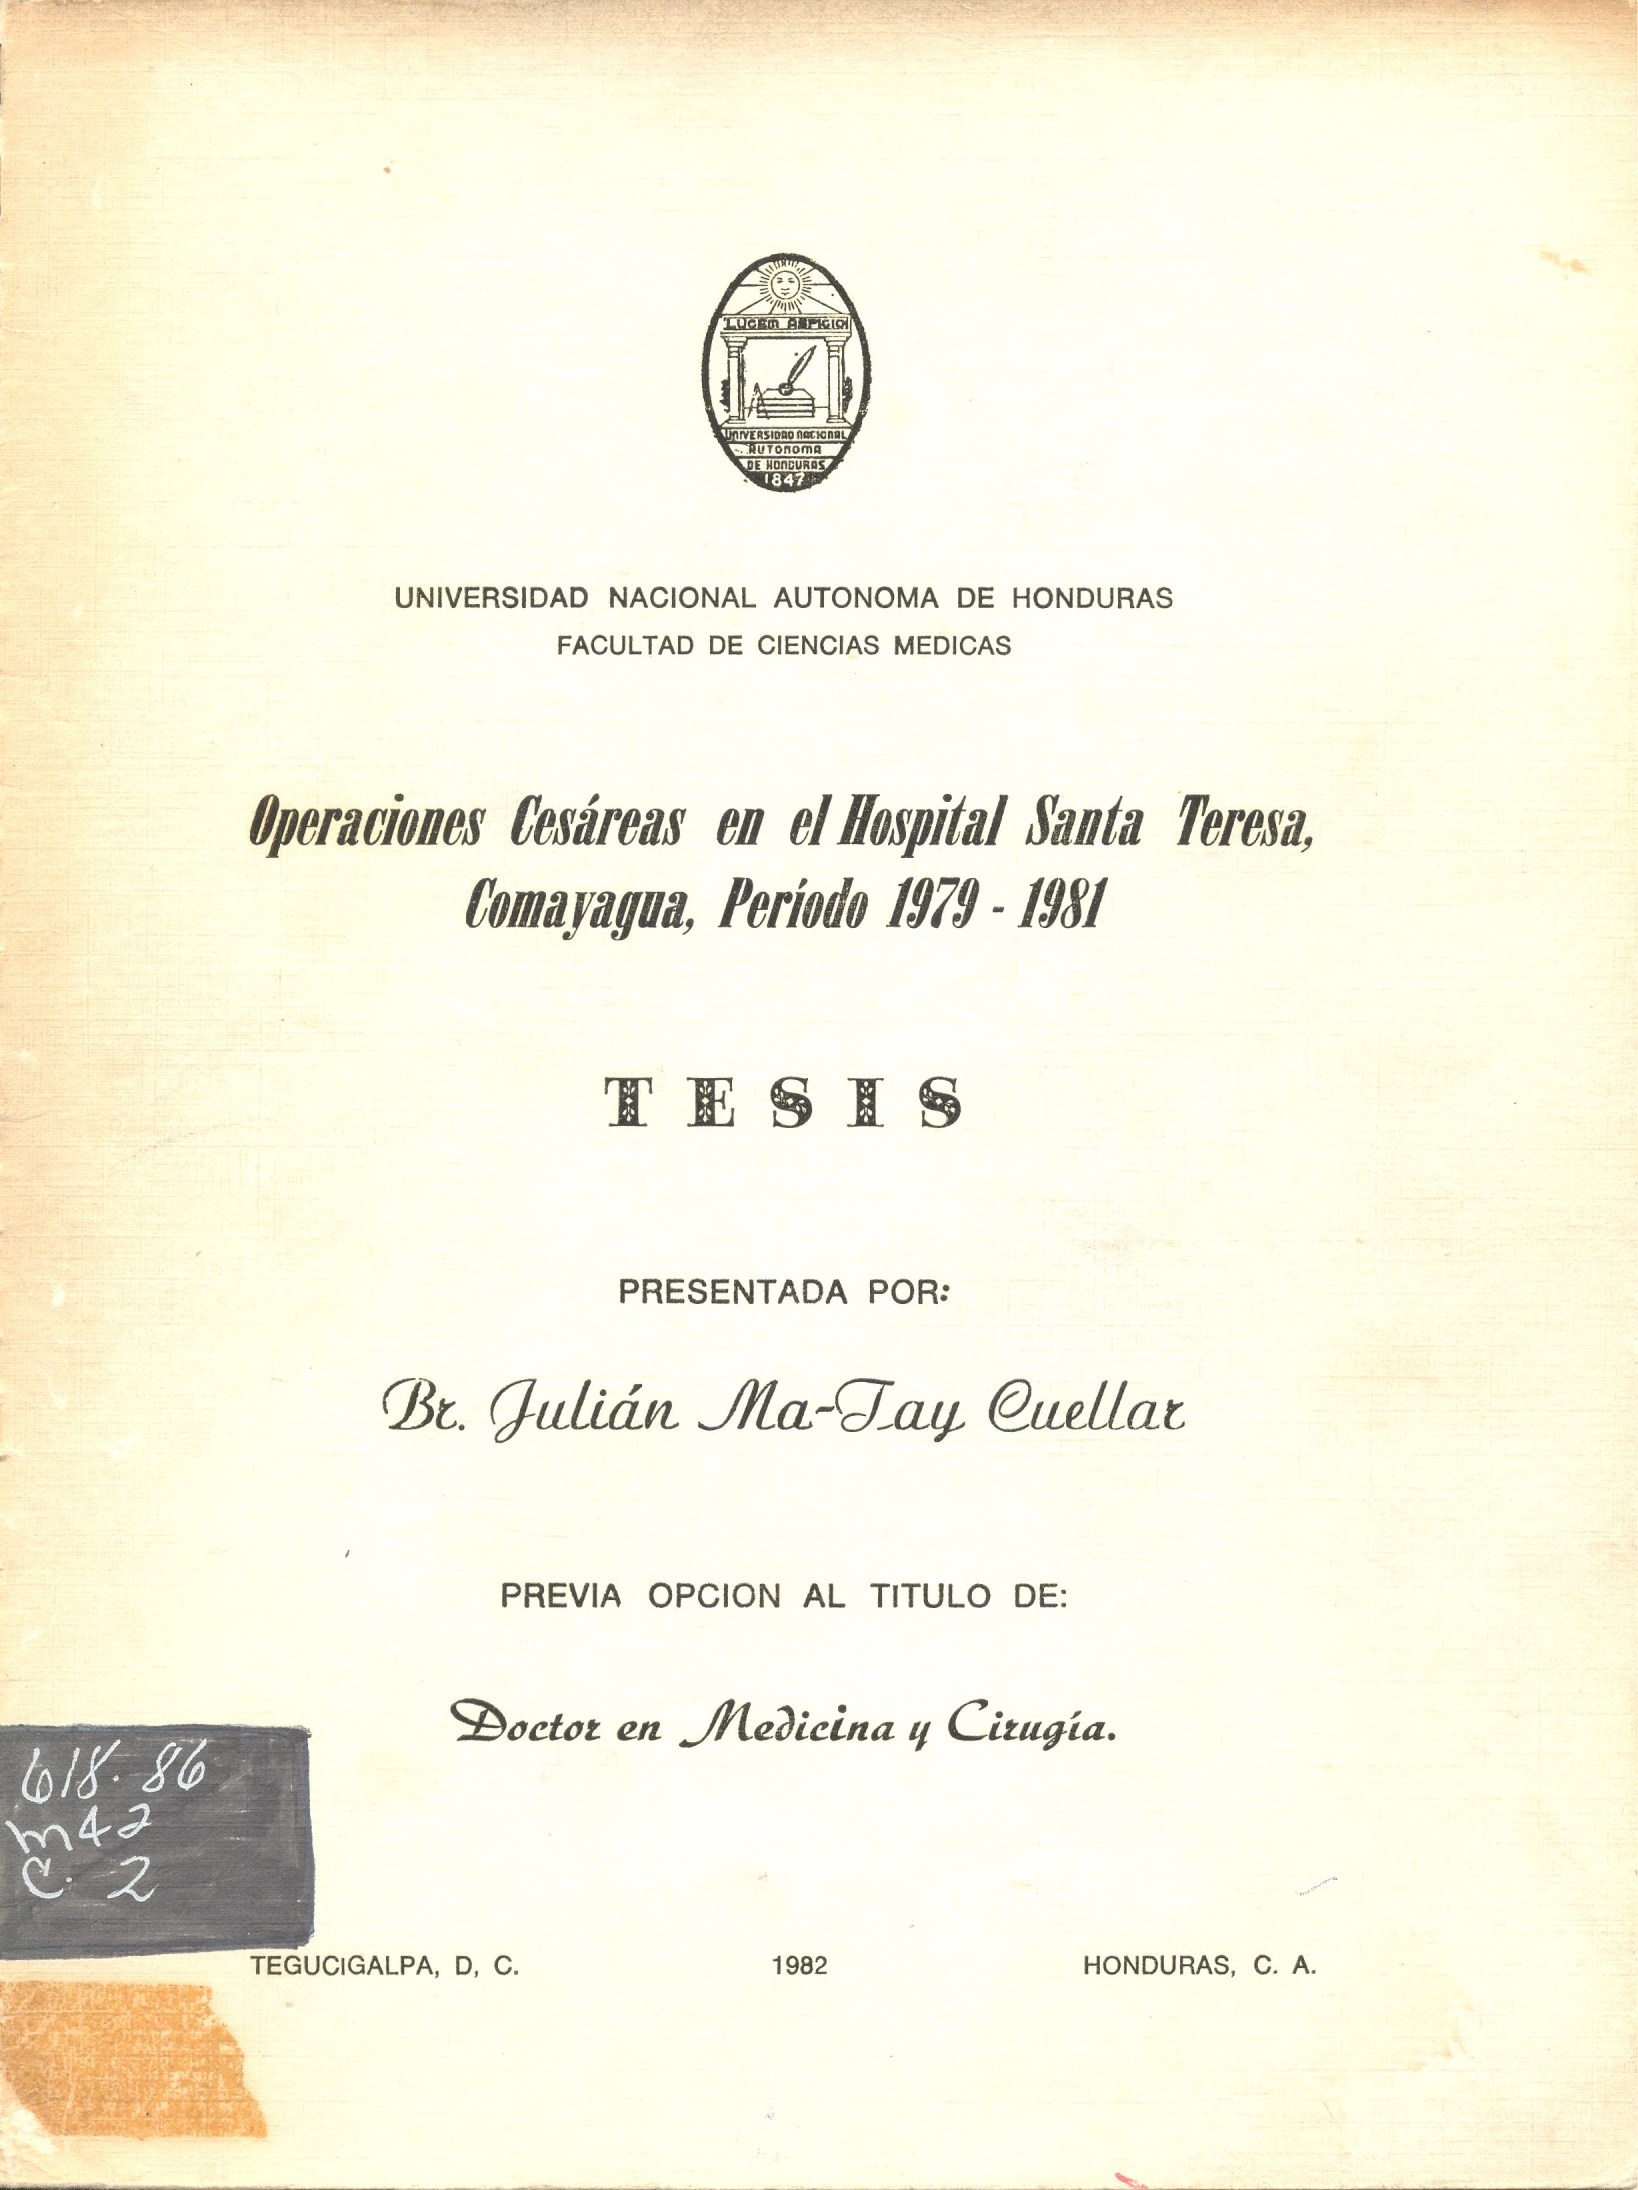 LUCEM ASPICIO
UNIVERSIDAD NACIONAL
AUTONOMA
DE HONDURAS
1847
UNIVERSIDAD NACIONAL AUTONOMA DE HONDURAS
FACULTAD DE CIENCIAS MEDICAS
Operaciones Cesáreas en el Hospital Santa Teresa,
Comayagua, Período 1979 - 1981
TESIS
PRESENTADA POR:
Br. Julián Ma-Tay Cuellar
PREVIA OPCION AL TITULO DE:
Doctor en Medicina y Cirugía.
618.86
M42
C. 2
TEGUCIGALPA, D, C. 1982 HONDURAS, C. A.